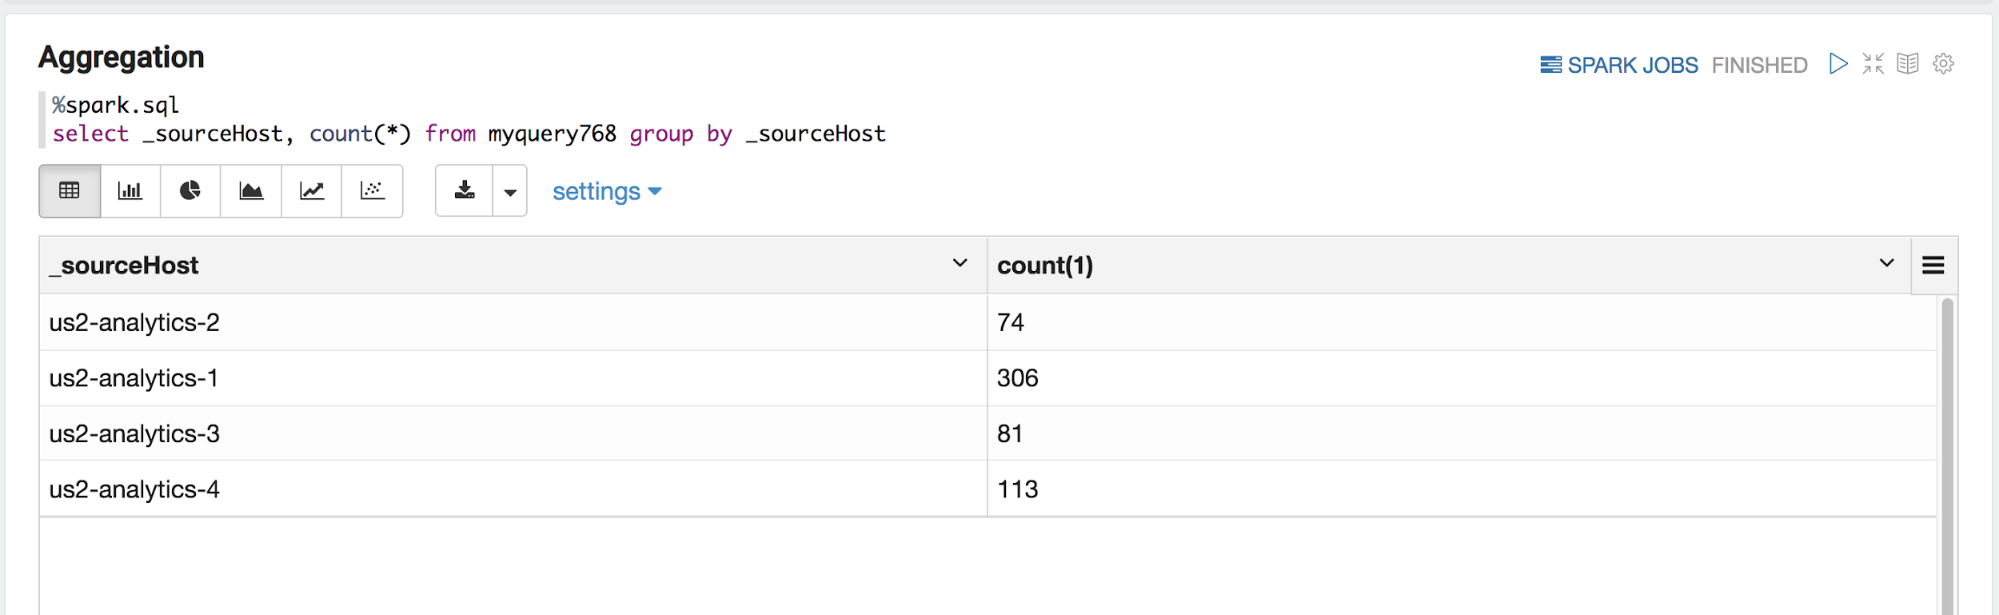 Aggregation
SPARK JOBS FINISHED
%spark.sql
select _sourceHost, count(*) from myquery768 group by _sourceHost
settings
_sourceHost count(1)
us2-analytics-2 74
us2-analytics-1 306
us2-analytics-3 81
us2-analytics-4 113